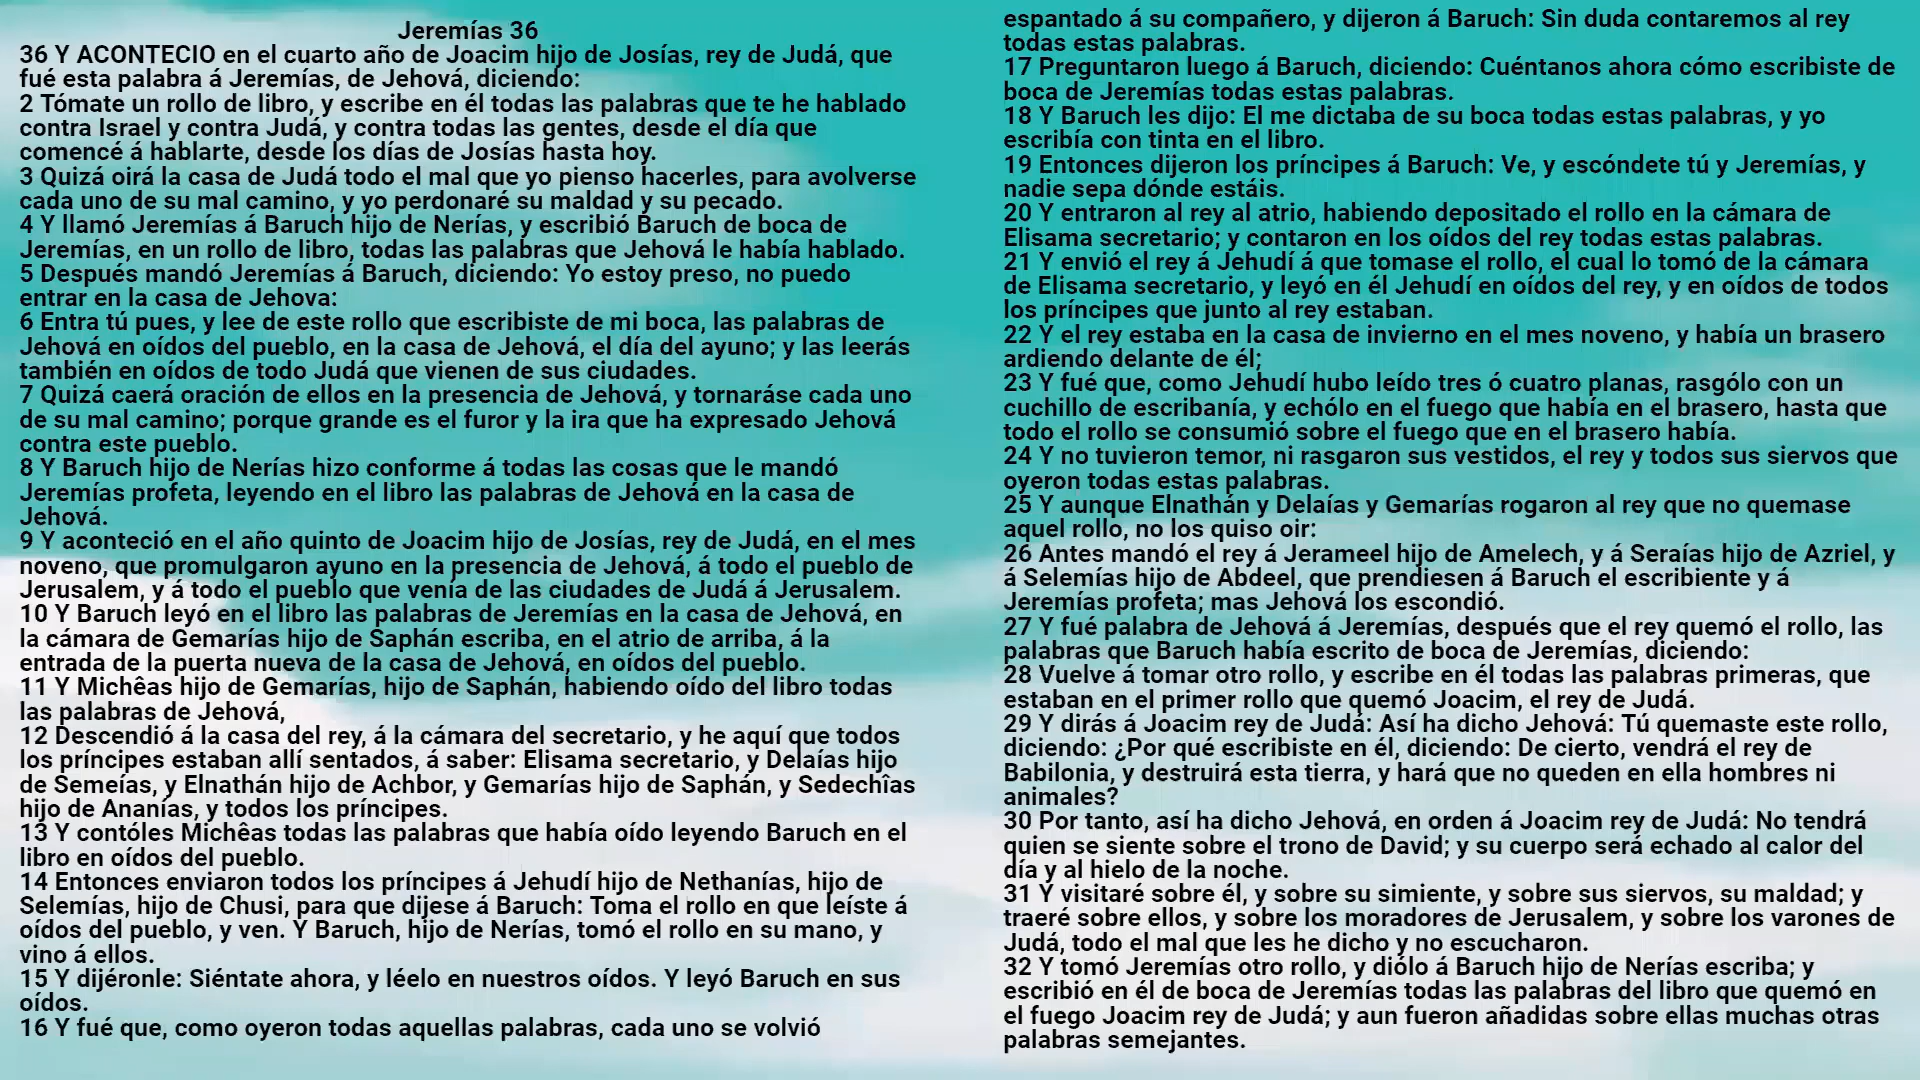 Jeremías 36
36 Y ACONTECIO en el cuarto año de Joacim hijo de Josías, rey de Judá, que
fué esta palabra á Jeremías, de Jehová, diciendo:
2 Tómate un rollo de libro, y escribe en él todas las palabras que te he hablado
contra Israel y contra Judá, y contra todas las gentes, desde el día que
comencé á hablarte, desde los días de Josías hasta hoy.
3 Quizá oirá la casa de Judá todo el mal que yo pienso hacerles, para avolverse
cada uno de su mal camino, y yo perdonaré su maldad y su pecado.
4 Y llamó Jeremías á Baruch hijo de Nerías, y escribió Baruch de boca de
Jeremías, en un rollo de libro, todas las palabras que Jehová le había hablado.
5 Después mandó Jeremías á Baruch, diciendo: Yo estoy preso, no puedo
entrar en la casa de Jehova:
6 Entra tú pues, y lee de este rollo que escribiste de mi boca, las palabras de
Jehová en oídos del pueblo, en la casa de Jehová, el día del ayuno; y las leerás
también en oídos de todo Judá que vienen de sus ciudades.
7 Quizá caerá oración de ellos en la presencia de Jehová, y tornaráse cada uno
de su mal camino; porque grande es el furor y la ira que ha expresado Jehová
contra este pueblo.
8 Y Baruch hijo de Nerías hizo conforme á todas las cosas que le mandó
Jeremías profeta, leyendo en el libro las palabras de Jehová en la casa de
Jehová.
9 Y aconteció en el año quinto de Joacim hijo de Josías, rey de Judá, en el mes
noveno, que promulgaron ayuno en la presencia de Jehová, á todo el pueblo de
Jerusalem, y á todo el pueblo que venía de las ciudades de Judá á Jerusalem.
10 Y Baruch leyó en el libro las palabras de Jeremías en la casa de Jehová, en
la cámara de Gemarías hijo de Saphán escriba, en el atrio de arriba, á la
entrada de la puerta nueva de la casa de Jehová, en oídos del pueblo.
11 Y Michêas hijo de Gemarías, hijo de Saphán, habiendo oído del libro todas
las palabras de Jehová,
12 Descendió á la casa del rey, á la cámara del secretario, y he aquí que todos
los príncipes estaban allí sentados, á saber: Elisama secretario, y Delaías hijo
de Semeías, y Elnathán hijo de Achbor, y Gemarías hijo de Saphán, y Sedechîas
hijo de Ananías, y todos los príncipes.
13 Y contóles Michêas todas las palabras que había oído leyendo Baruch en el
libro en oídos del pueblo.
14 Entonces enviaron todos los príncipes á Jehudí hijo de Nethanías, hijo de
Selemías, hijo de Chusi, para que dijese á Baruch: Toma el rollo en que leíste á
oídos del pueblo, y ven. Y Baruch, hijo de Nerías, tomó el rollo en su mano, y
vino á ellos.
15 Y dijéronle: Siéntate ahora, y léelo en nuestros oídos. Y leyó Baruch en sus
oídos.
16 Y fué que, como oyeron todas aquellas palabras, cada uno se volvió
espantado á su compañero, y dijeron á Baruch: Sin duda contaremos al rey
todas estas palabras.
17 Preguntaron luego á Baruch, diciendo: Cuéntanos ahora cómo escribiste de
boca de Jeremías todas estas palabras.
18 Y Baruch les dijo: El me dictaba de su boca todas estas palabras, y yo
escribía con tinta en el libro.
19 Entonces dijeron los príncipes á Baruch: Ve, y escóndete tú y Jeremías, y
nadie sepa dónde estáis.
20 Y entraron al rey al atrio, habiendo depositado el rollo en la cámara de
Elisama secretario; y contaron en los oídos del rey todas estas palabras.
21 Y envió el rey á Jehudí á que tomase el rollo, el cual lo tomó de la cámara
de Elisama secretario, y leyó en él Jehudí en oídos del rey, y en oídos de todos
los príncipes que junto al rey estaban.
22 Y el rey estaba en la casa de invierno en el mes noveno, y había un brasero
ardiendo delante de él;
23 Y fué que, como Jehudí hubo leído tres ó cuatro planas, rasgólo con un
cuchillo de escribanía, y echólo en el fuego que había en el brasero, hasta que
todo el rollo se consumió sobre el fuego que en el brasero había.
24 Y no tuvieron temor, ni rasgaron sus vestidos, el rey y todos sus siervos que
oyeron todas estas palabras.
25 Y aunque Elnathán y Delaías y Gemarías rogaron al rey que no quemase
aquel rollo, no los quiso oir:
26 Antes mandó el rey á Jerameel hijo de Amelech, y á Seraías hijo de Azriel, y
á Selemías hijo de Abdeel, que prendiesen á Baruch el escribiente y á
Jeremías profeta; mas Jehová los escondió.
27 Y fué palabra de Jehová á Jeremías, después que el rey quemó el rollo, las
palabras que Baruch había escrito de boca de Jeremías, diciendo:
28 Vuelve á tomar otro rollo, y escribe en él todas las palabras primeras, que
estaban en el primer rollo que quemó Joacim, el rey de Judá.
29 Y dirás á Joacim rey de Judá: Así ha dicho Jehová: Tú quemaste este rollo,
diciendo: ¿Por qué escribiste en él, diciendo: De cierto, vendrá el rey de
Babilonia, y destruirá esta tierra, y hará que no queden en ella hombres ni
animales?
30 Por tanto, así ha dicho Jehová, en orden á Joacim rey de Judá: No tendrá
quien se siente sobre el trono de David; y su cuerpo será echado al calor del
día y al hielo de la noche.
31 Y visitaré sobre él, y sobre su simiente, y sobre sus siervos, su maldad; y
traeré sobre ellos, y sobre los moradores de Jerusalem, y sobre los varones de
Judá, todo el mal que les he dicho y no escucharon.
32 Y tomó Jeremías otro rollo, y diólo á Baruch hijo de Nerías escriba; y
escribió en él de boca de Jeremías todas las palabras del libro que quemó en
el fuego Joacim rey de Judá; y aun fueron añadidas sobre ellas muchas otras
palabras semejantes.